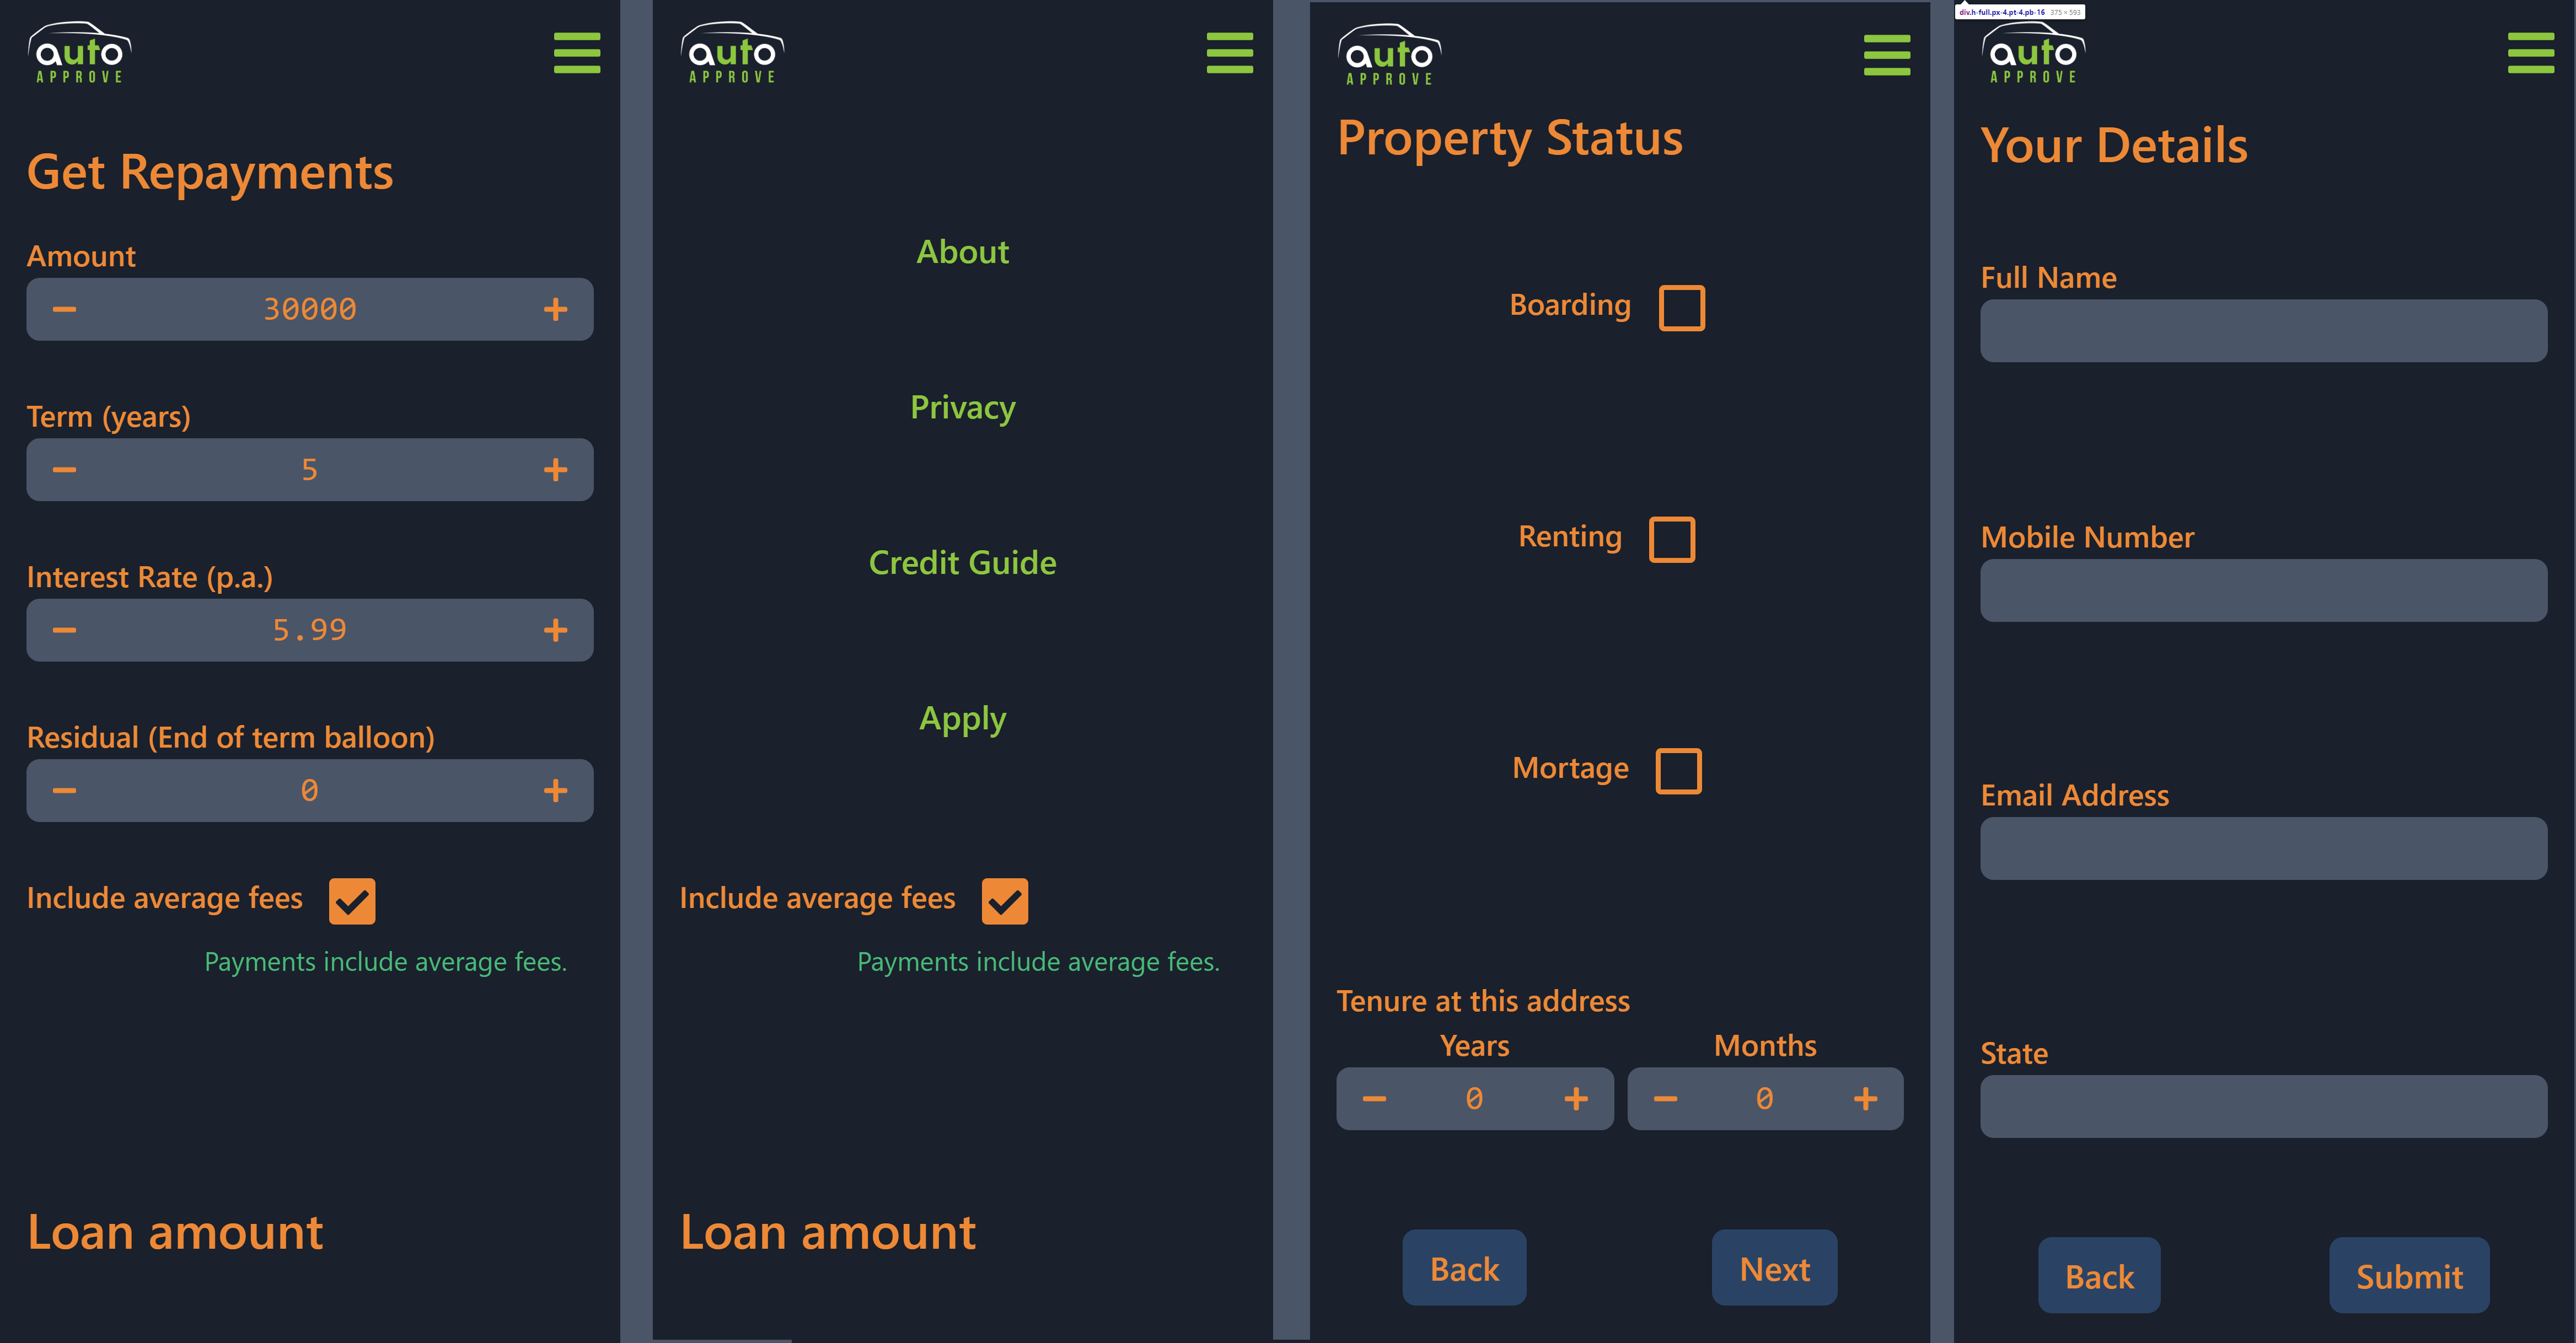 auto
APPROVE
Get Repayments
Amount
30000
Term (years)
5
Interest Rate (p.a.)
5.99
Residual (End of term balloon)
0
Include average fees
Payments include average fees.
Loan amount
auto
APPROVE
About
Privacy
Credit Guide
Apply
Include average fees
Payments include average fees.
Loan amount
auto
APPROVE
Property Status
Boarding
Renting
Mortage
Tenure at this address
Years Months
0 0
Back Next
div.h-full.px-4.pt-4.pb-16 375 × 593
auto
APPROVE
Your Details
Full Name
Mobile Number
Email Address
State
Back Submit